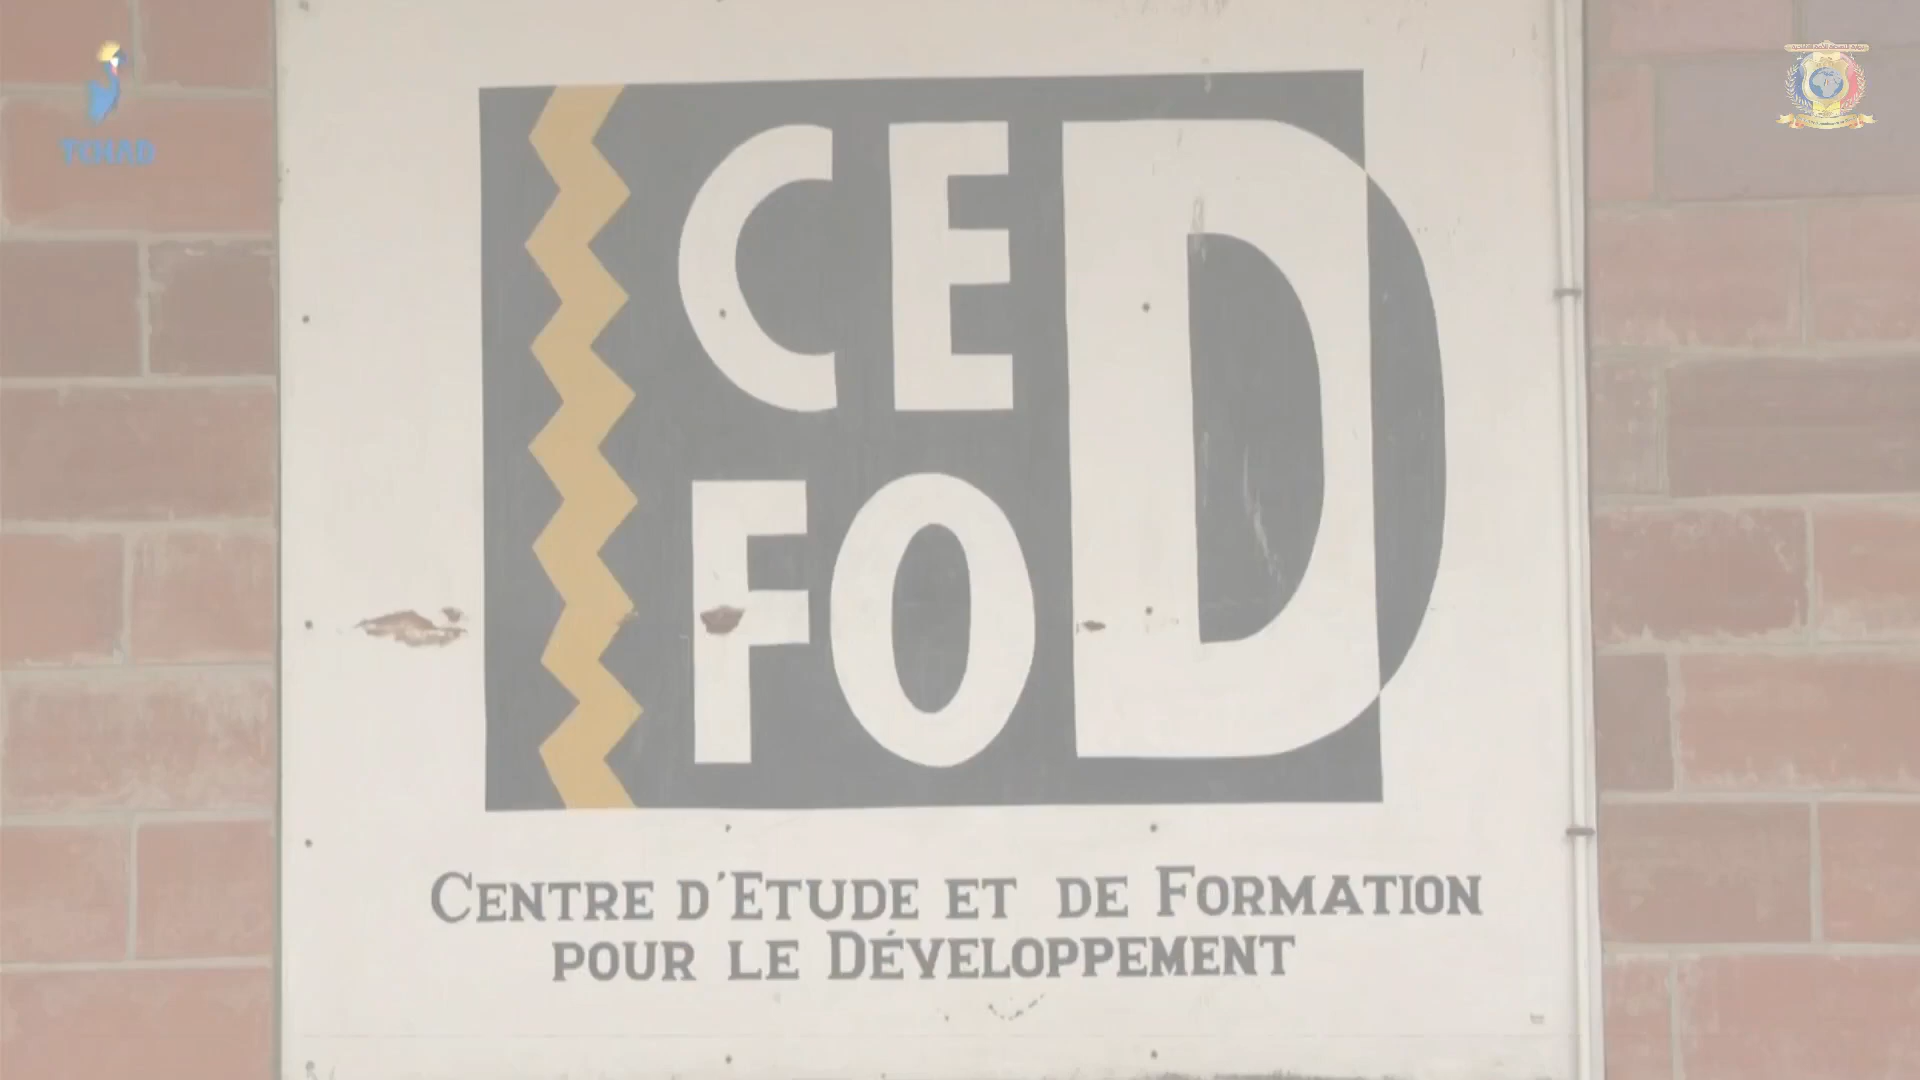 TCHAD
CE
FO
D
CENTRE D'ETUDE ET DE FORMATION
POUR LE DÉVELOPPEMENT